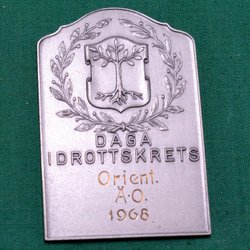 DAGA
IDROTTSKRETS
Orient.
Ä.O.
1968